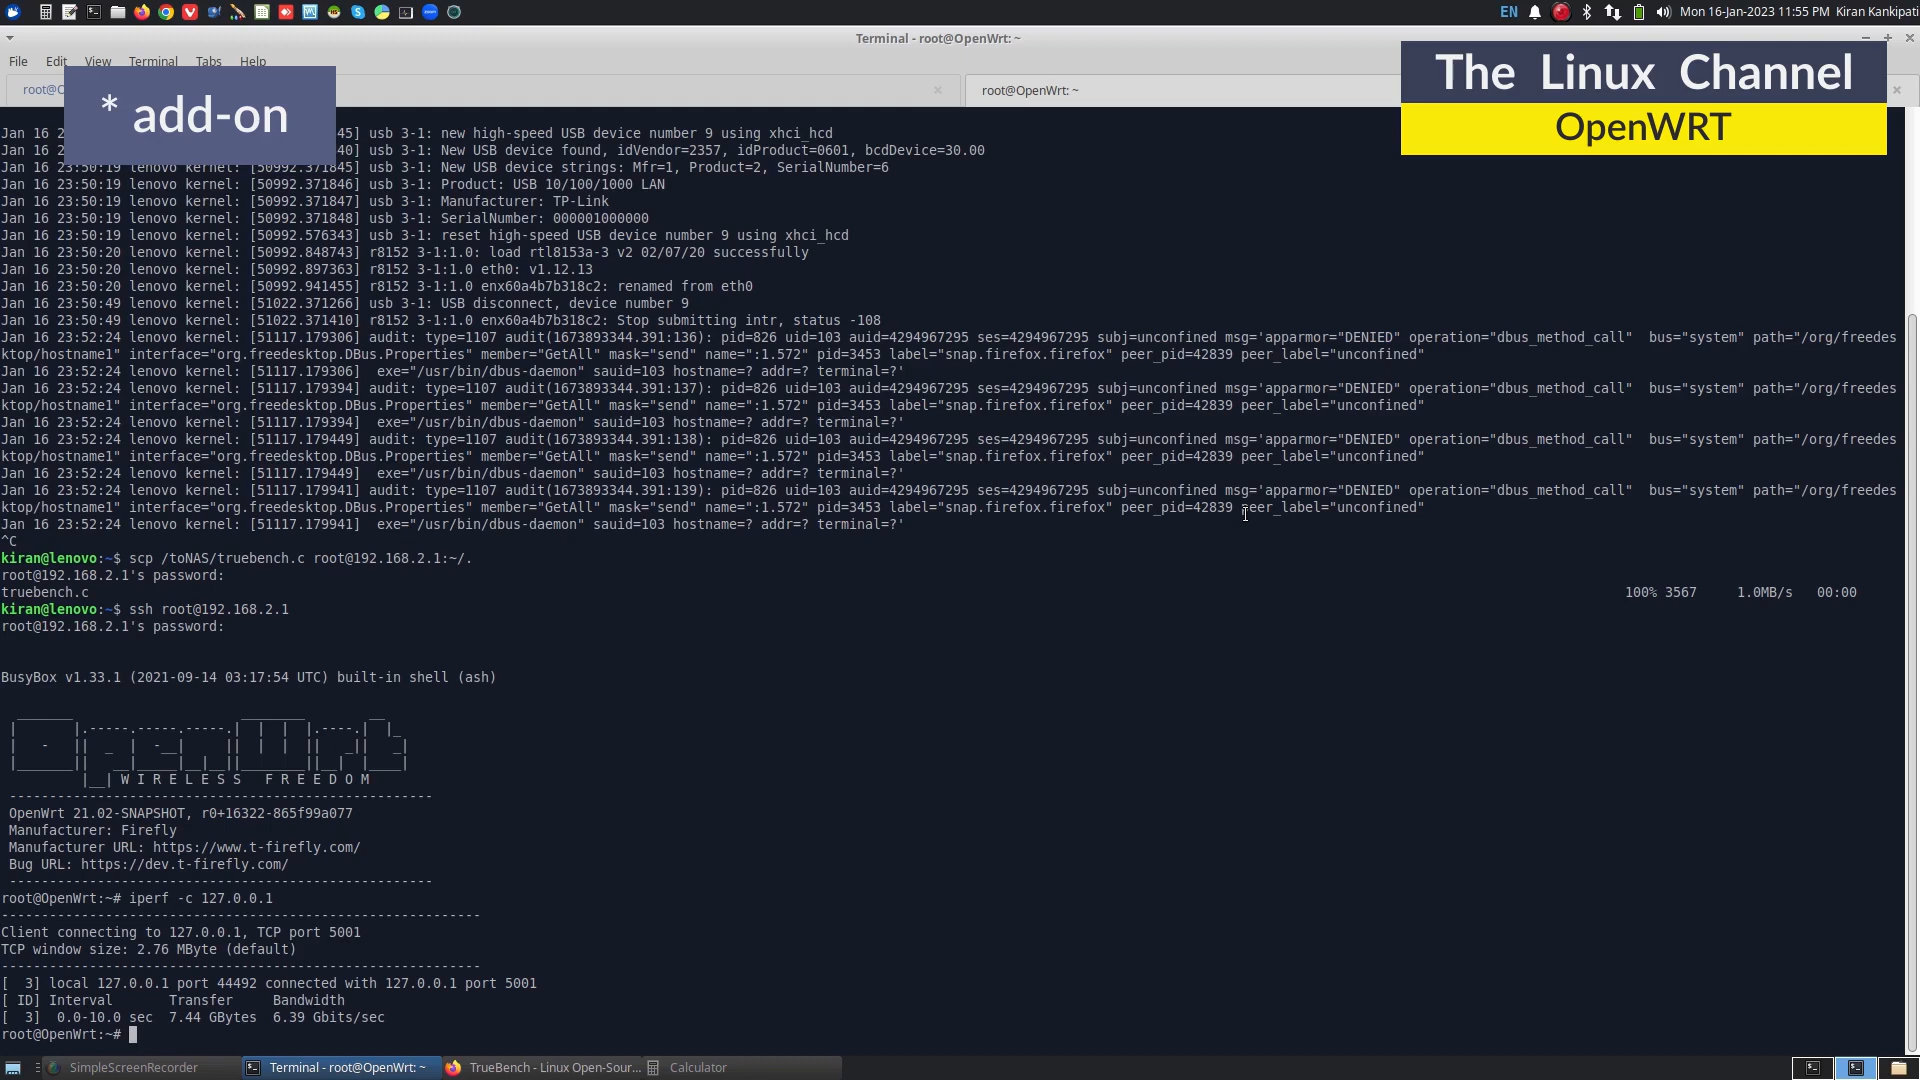 EN Mon 16-Jan-2023 11:55 PM Kiran Kankipati
Terminal - root@OpenWrt: ~
File Edit View Terminal Tabs Help
The Linux Channel
OpenWRT
* add-on
root@O
root@OpenWrt: ~
Jan 16 2 45] usb 3-1: new high-speed USB device number 9 using xhci_hcd
Jan 16 2 40] usb 3-1: New USB device found, idVendor=2357, idProduct=0601, bcdDevice=30.00
Jan 16 23:50:19 lenovo kernel: [50992.371845] usb 3-1: New USB device strings: Mfr=1, Product=2, SerialNumber=6
Jan 16 23:50:19 lenovo kernel: [50992.371846] usb 3-1: Product: USB 10/100/1000 LAN
Jan 16 23:50:19 lenovo kernel: [50992.371847] usb 3-1: Manufacturer: TP-Link
Jan 16 23:50:19 lenovo kernel: [50992.371848] usb 3-1: SerialNumber: 000001000000
Jan 16 23:50:19 lenovo kernel: [50992.576343] usb 3-1: reset high-speed USB device number 9 using xhci_hcd
Jan 16 23:50:20 lenovo kernel: [50992.848743] r8152 3-1:1.0: load rtl8153a-3 v2 02/07/20 successfully
Jan 16 23:50:20 lenovo kernel: [50992.897363] r8152 3-1:1.0 eth0: v1.12.13
Jan 16 23:50:20 lenovo kernel: [50992.941455] r8152 3-1:1.0 enx60a4b7b318c2: renamed from eth0
Jan 16 23:50:49 lenovo kernel: [51022.371266] usb 3-1: USB disconnect, device number 9
Jan 16 23:50:49 lenovo kernel: [51022.371410] r8152 3-1:1.0 enx60a4b7b318c2: Stop submitting intr, status -108
Jan 16 23:52:24 lenovo kernel: [51117.179306] audit: type=1107 audit(1673893344.391:136): pid=826 uid=103 auid=4294967295 ses=4294967295 subj=unconfined msg='apparmor="DENIED" operation="dbus_method_call"  bus="system" path="/org/freedes
ktop/hostname1" interface="org.freedesktop.DBus.Properties" member="GetAll" mask="send" name=":1.572" pid=3453 label="snap.firefox.firefox" peer_pid=42839 peer_label="unconfined"
Jan 16 23:52:24 lenovo kernel: [51117.179306]  exe="/usr/bin/dbus-daemon" sauid=103 hostname=? addr=? terminal=?'
Jan 16 23:52:24 lenovo kernel: [51117.179394] audit: type=1107 audit(1673893344.391:137): pid=826 uid=103 auid=4294967295 ses=4294967295 subj=unconfined msg='apparmor="DENIED" operation="dbus_method_call"  bus="system" path="/org/freedes
ktop/hostname1" interface="org.freedesktop.DBus.Properties" member="GetAll" mask="send" name=":1.572" pid=3453 label="snap.firefox.firefox" peer_pid=42839 peer_label="unconfined"
Jan 16 23:52:24 lenovo kernel: [51117.179394]  exe="/usr/bin/dbus-daemon" sauid=103 hostname=? addr=? terminal=?'
Jan 16 23:52:24 lenovo kernel: [51117.179449] audit: type=1107 audit(1673893344.391:138): pid=826 uid=103 auid=4294967295 ses=4294967295 subj=unconfined msg='apparmor="DENIED" operation="dbus_method_call"  bus="system" path="/org/freedes
ktop/hostname1" interface="org.freedesktop.DBus.Properties" member="GetAll" mask="send" name=":1.572" pid=3453 label="snap.firefox.firefox" peer_pid=42839 peer_label="unconfined"
Jan 16 23:52:24 lenovo kernel: [51117.179449]  exe="/usr/bin/dbus-daemon" sauid=103 hostname=? addr=? terminal=?'
Jan 16 23:52:24 lenovo kernel: [51117.179941] audit: type=1107 audit(1673893344.391:139): pid=826 uid=103 auid=4294967295 ses=4294967295 subj=unconfined msg='apparmor="DENIED" operation="dbus_method_call"  bus="system" path="/org/freedes
ktop/hostname1" interface="org.freedesktop.DBus.Properties" member="GetAll" mask="send" name=":1.572" pid=3453 label="snap.firefox.firefox" peer_pid=42839 peer_label="unconfined"
Jan 16 23:52:24 lenovo kernel: [51117.179941]  exe="/usr/bin/dbus-daemon" sauid=103 hostname=? addr=? terminal=?'
^C
kiran@lenovo:~$ scp /toNAS/truebench.c root@192.168.2.1:~/.
root@192.168.2.1's password:
truebench.c 100% 3567 1.0MB/s 00:00
kiran@lenovo:~$ ssh root@192.168.2.1
root@192.168.2.1's password:
BusyBox v1.33.1 (2021-09-14 03:17:54 UTC) built-in shell (ash)
OpenWrt
W I R E L E S S   F R E E D O M
-----------------------------------------------------
OpenWrt 21.02-SNAPSHOT, r0+16322-865f99a077
Manufacturer: Firefly
Manufacturer URL: https://www.t-firefly.com/
Bug URL: https://dev.t-firefly.com/
-----------------------------------------------------
root@OpenWrt:~# iperf -c 127.0.0.1
------------------------------------------------------------
Client connecting to 127.0.0.1, TCP port 5001
TCP window size: 2.76 MByte (default)
------------------------------------------------------------
[  3] local 127.0.0.1 port 44492 connected with 127.0.0.1 port 5001
[ ID] Interval       Transfer     Bandwidth
[  3]  0.0-10.0 sec  7.44 GBytes  6.39 Gbits/sec
root@OpenWrt:~#
SimpleScreenRecorder
Terminal - root@OpenWrt: ~
TrueBench - Linux Open-Sour...
Calculator